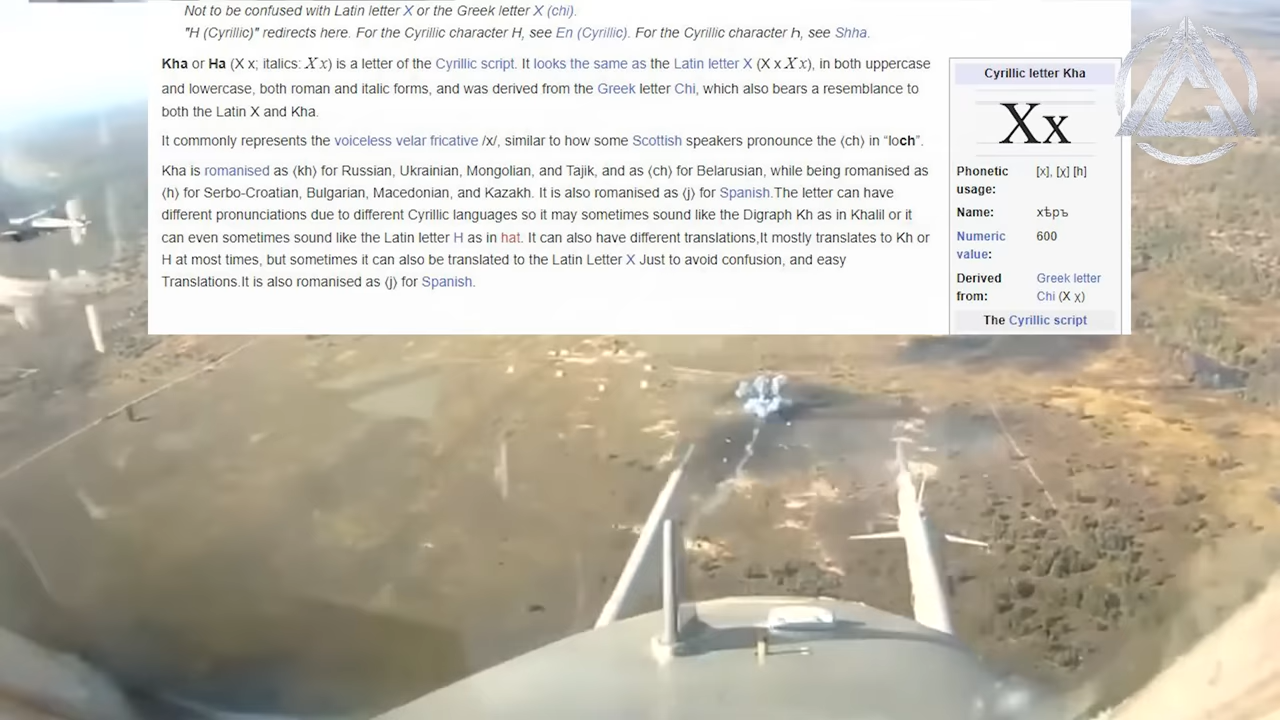 Not to be confused with Latin letter X or the Greek letter Χ (chi).
"Н (Cyrillic)" redirects here. For the Cyrillic character Н, see En (Cyrillic). For the Cyrillic character Һ, see Shha.
Kha or Ha (Х х; italics: Х х) is a letter of the Cyrillic script. It looks the same as the Latin letter X (X x X x), in both uppercase
and lowercase, both roman and italic forms, and was derived from the Greek letter Chi, which also bears a resemblance to
both the Latin X and Kha.
It commonly represents the voiceless velar fricative /x/, similar to how some Scottish speakers pronounce the ⟨ch⟩ in “loch”.
Kha is romanised as ⟨kh⟩ for Russian, Ukrainian, Mongolian, and Tajik, and as ⟨ch⟩ for Belarusian, while being romanised as
⟨h⟩ for Serbo-Croatian, Bulgarian, Macedonian, and Kazakh. It is also romanised as ⟨j⟩ for Spanish.The letter can have
different pronunciations due to different Cyrillic languages so it may sometimes sound like the Digraph Kh as in Khalil or it
can even sometimes sound like the Latin letter H as in hat. It can also have different translations,It mostly translates to Kh or
H at most times, but sometimes it can also be translated to the Latin Letter X Just to avoid confusion, and easy
Translations.It is also romanised as ⟨j⟩ for Spanish.
Cyrillic letter Kha
Хх
Phonetic usage: [x], [χ] [h]
Name: хѣръ
Numeric value: 600
Derived from: Greek letter Chi (Χ χ)
The Cyrillic script